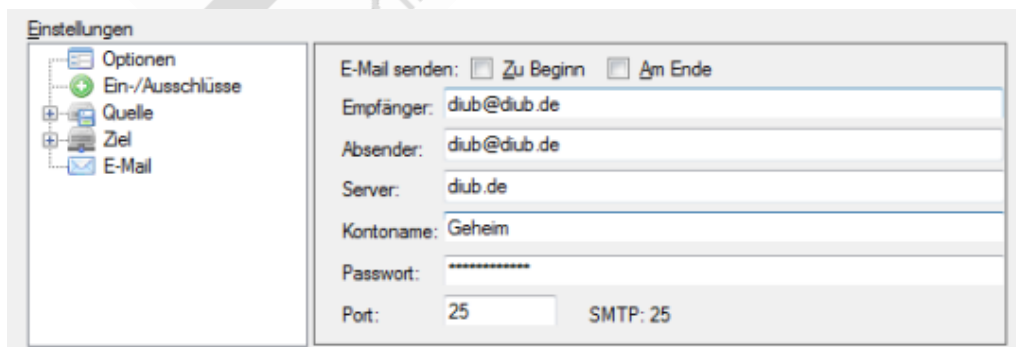 Einstellungen
Optionen
Ein-/Ausschlüsse
Quelle
Ziel
E-Mail
E-Mail senden: Zu Beginn Am Ende
Empfänger: diub@diub.de
Absender: diub@diub.de
Server: diub.de
Kontoname: Geheim
Passwort: ************
Port: 25 SMTP: 25